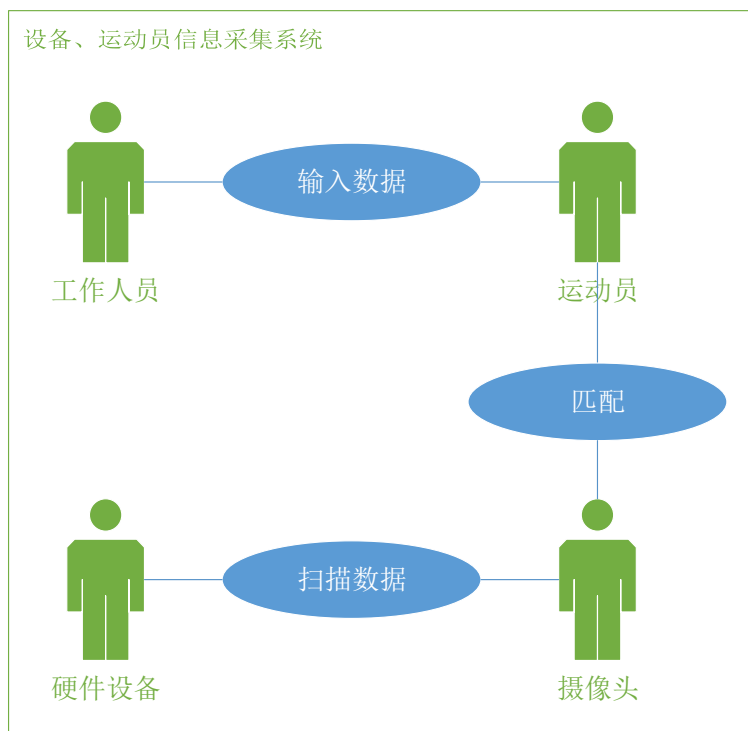 设备、运动员信息采集系统
输入数据
工作人员
运动员
匹配
扫描数据
硬件设备
摄像头